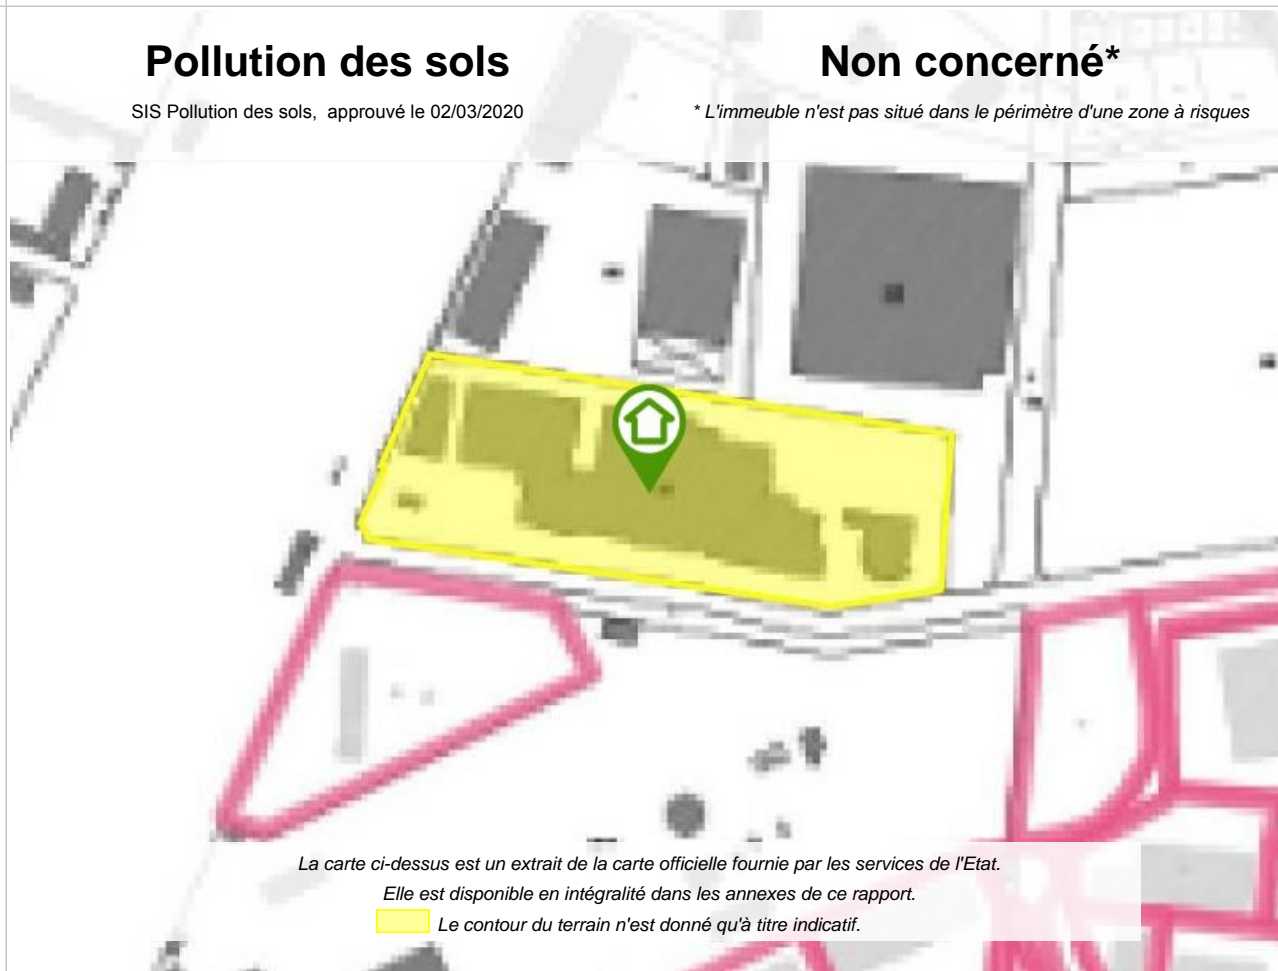 Pollution des sols
Non concerné*
SIS Pollution des sols, approuvé le 02/03/2020
* L'immeuble n'est pas situé dans le périmètre d'une zone à risques
La carte ci-dessus est un extrait de la carte officielle fournie par les services de l'Etat.
Elle est disponible en intégralité dans les annexes de ce rapport.
Le contour du terrain n'est donné qu'à titre indicatif.